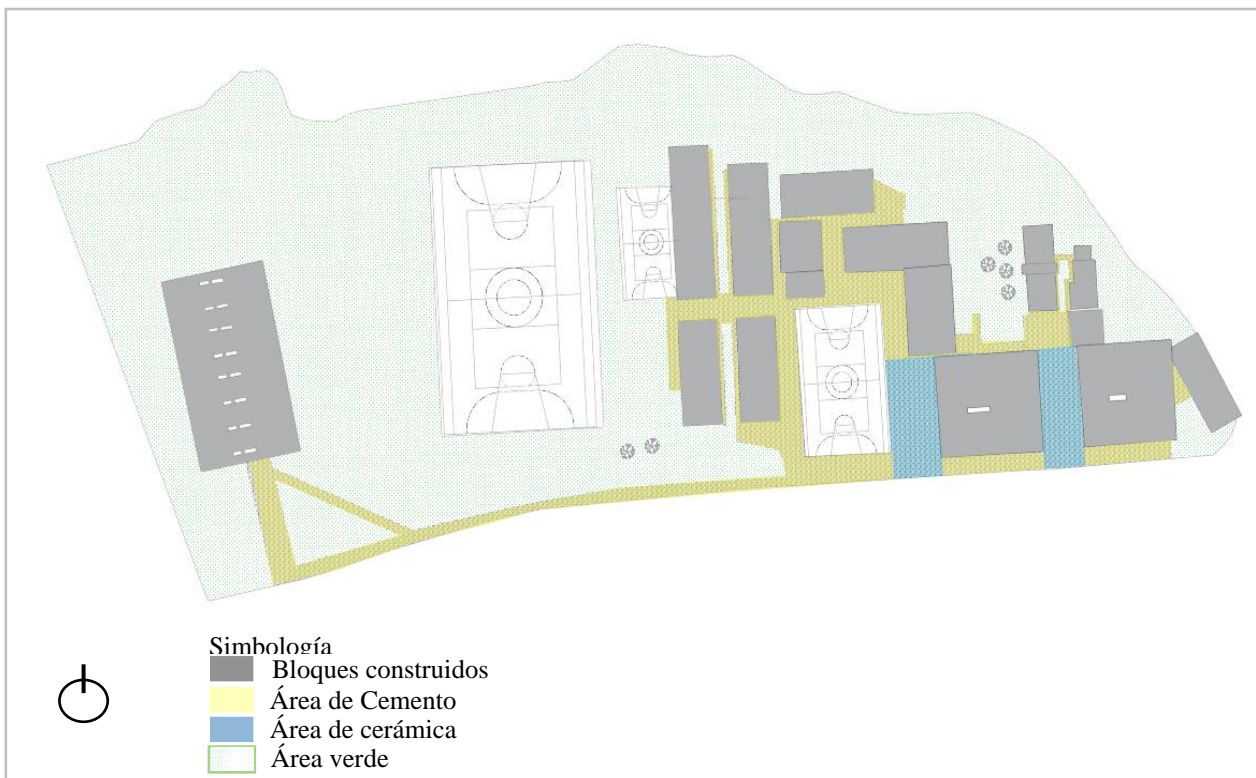 Simbología
Bloques construidos
Área de Cemento
Área de cerámica
Área verde